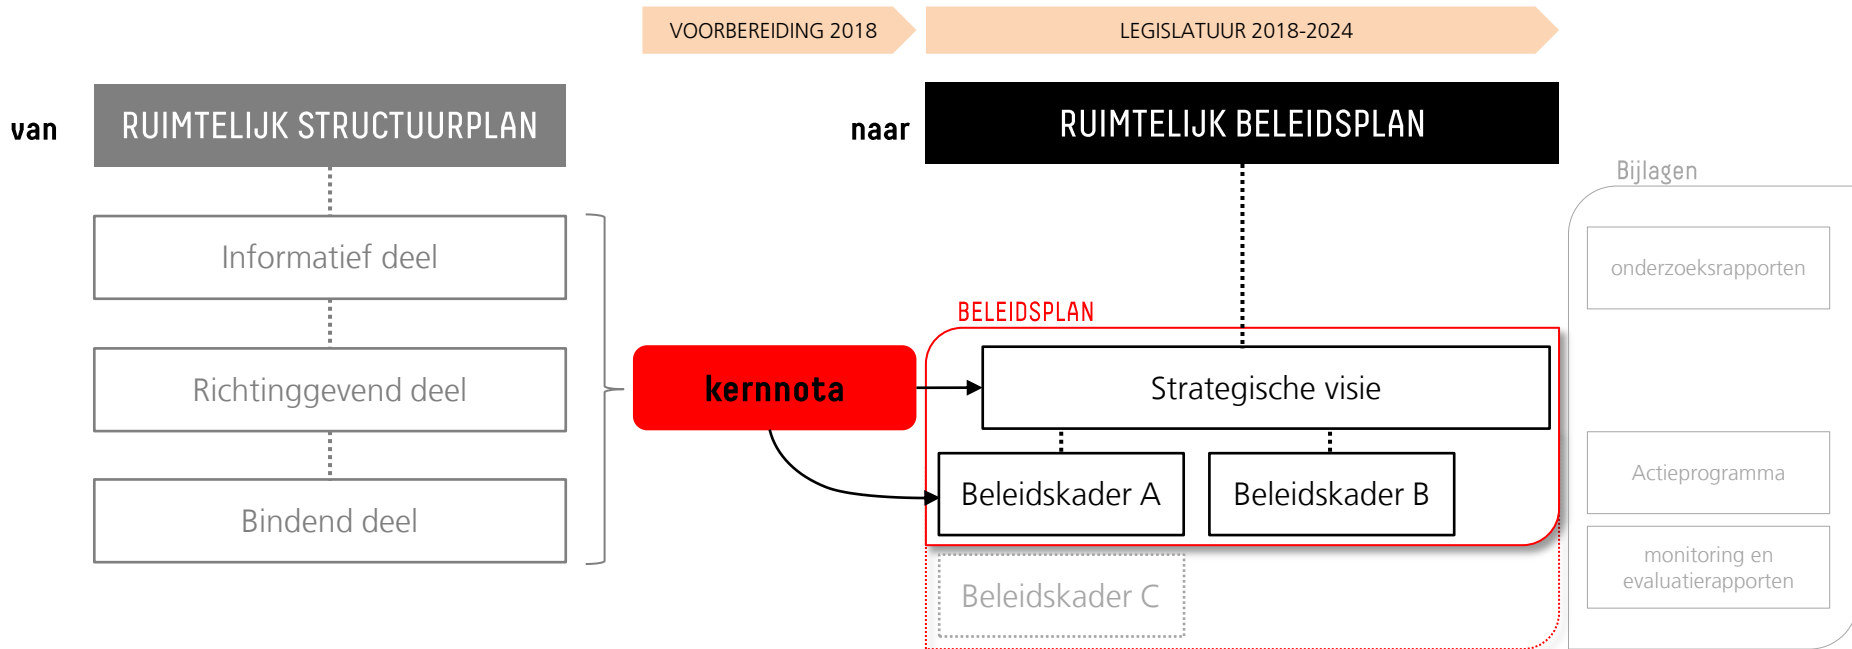 VOORBEREIDING 2018
LEGISLATUUR 2018-2024
van
RUIMTELIJK STRUCTUURPLAN
naar
RUIMTELIJK BELEIDSPLAN
Informatief deel
Richtinggevend deel
Bindend deel
kernnota
BELEIDSPLAN
Strategische visie
Beleidskader A
Beleidskader B
Beleidskader C
Bijlagen
onderzoeksrapporten
Actieprogramma
monitoring en
evaluatierapporten